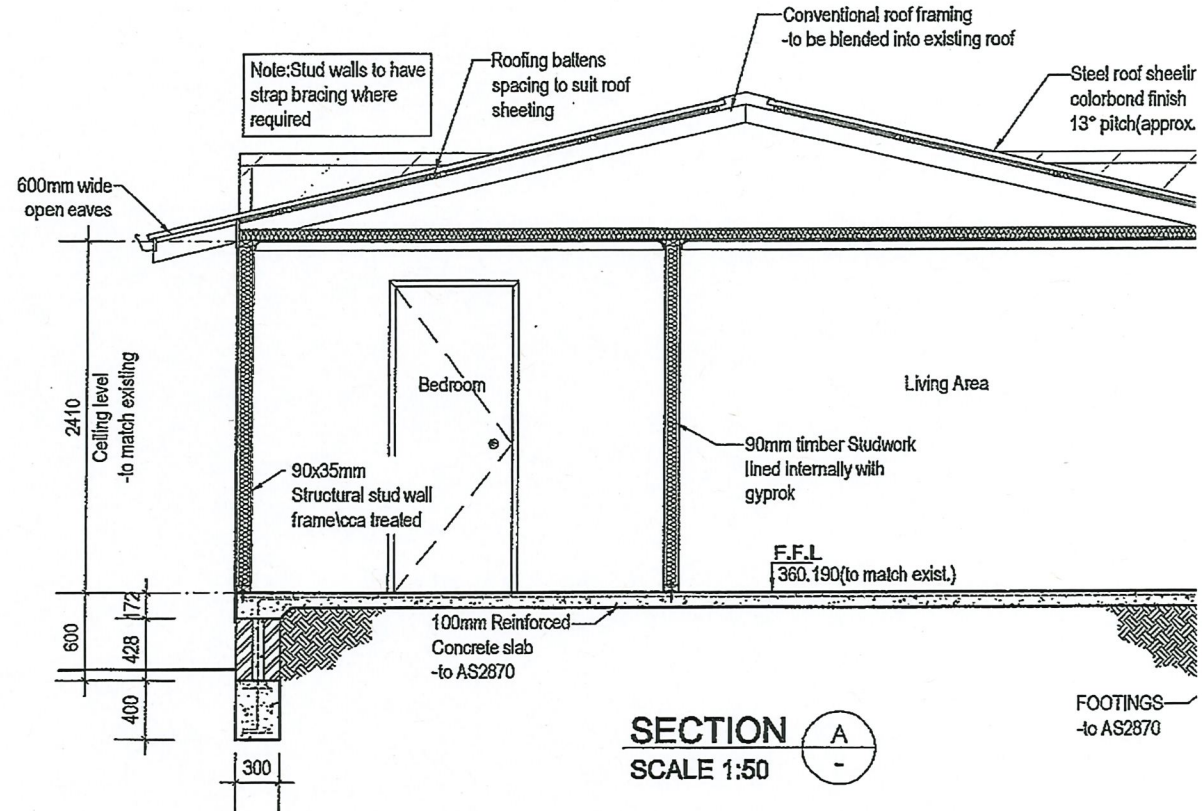 Conventional roof framing
-to be blended into existing roof
Note:Stud walls to have
strap bracing where
required
Roofing battens
spacing to suit roof
sheeting
Steel roof
colorbond finish
13° pitch(approx.
600mm wide
open eaves
2410
Ceiling level
-to match existing
Bedroom
Living Area
90mm timber Studwork
lined internally with
gyprok
90x35mm
Structural stud wall
frame\cca treated
F.F.L
360.190(to match exist.)
172
600
428
400
300
100mm Reinforced
Concrete slab
-to AS2870
FOOTINGS
-to AS2870
SECTION
A
-
SCALE 1:50